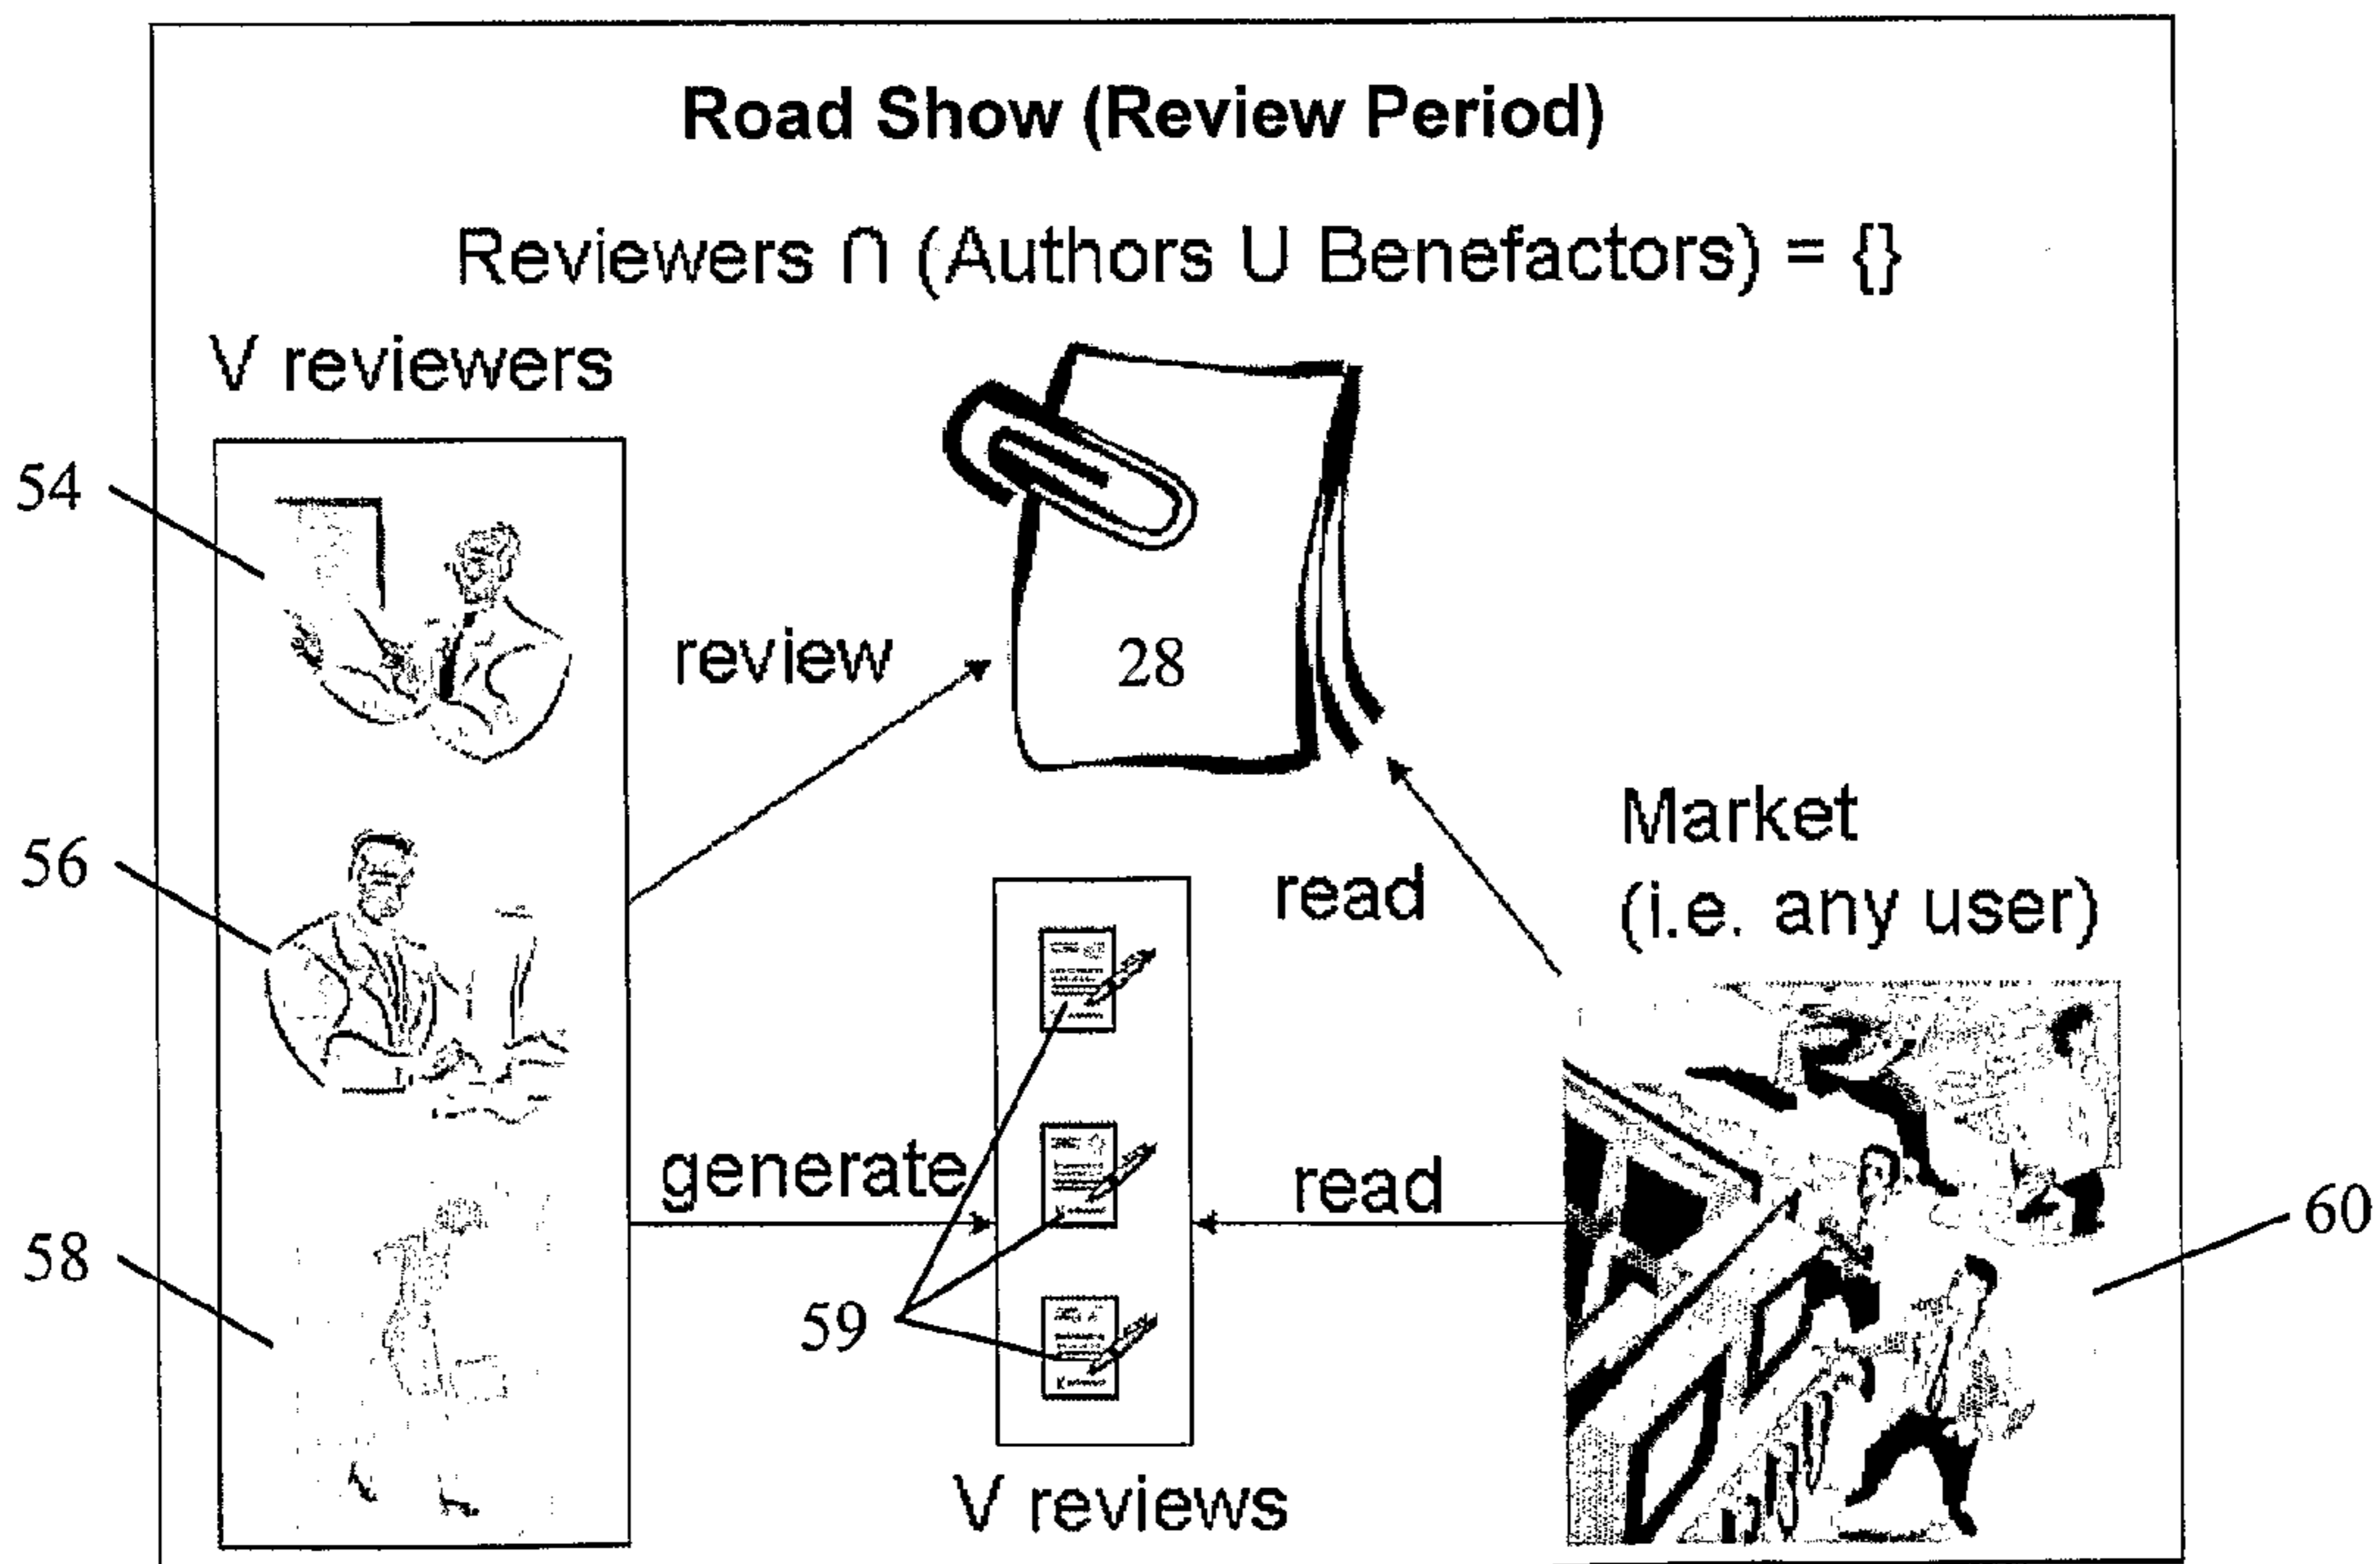 Road Show (Review Period)
Reviewers ∩ (Authors U Benefactors) = {}
V reviewers
54
review
28
56
Market
(i.e. any user)
read
generate
read
58
59
60
V reviews